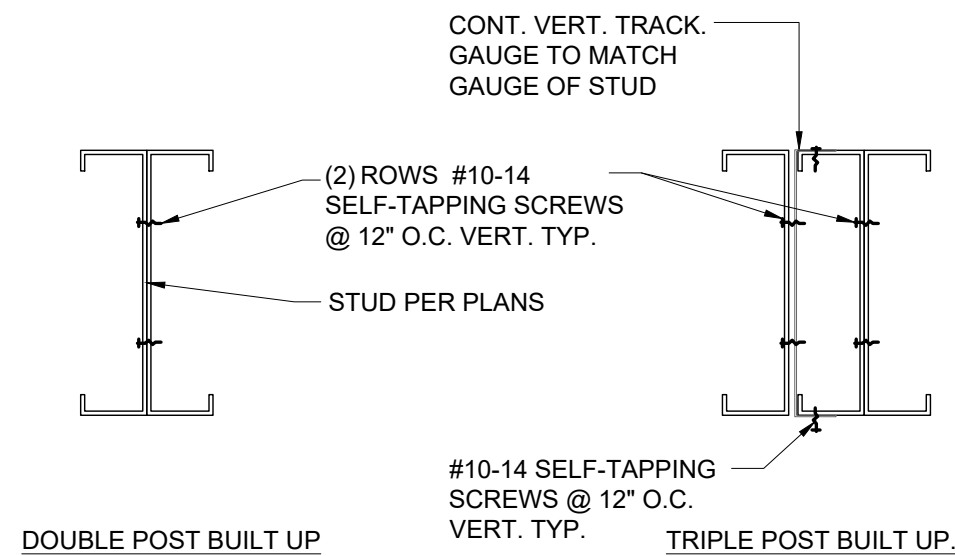 CONT. VERT. TRACK.
GAUGE TO MATCH
GAUGE OF STUD
(2) ROWS #10-14
SELF-TAPPING SCREWS
@ 12" O.C. VERT. TYP.
STUD PER PLANS
#10-14 SELF-TAPPING
SCREWS @ 12" O.C.
VERT. TYP.
DOUBLE POST BUILT UP
TRIPLE POST BUILT UP.